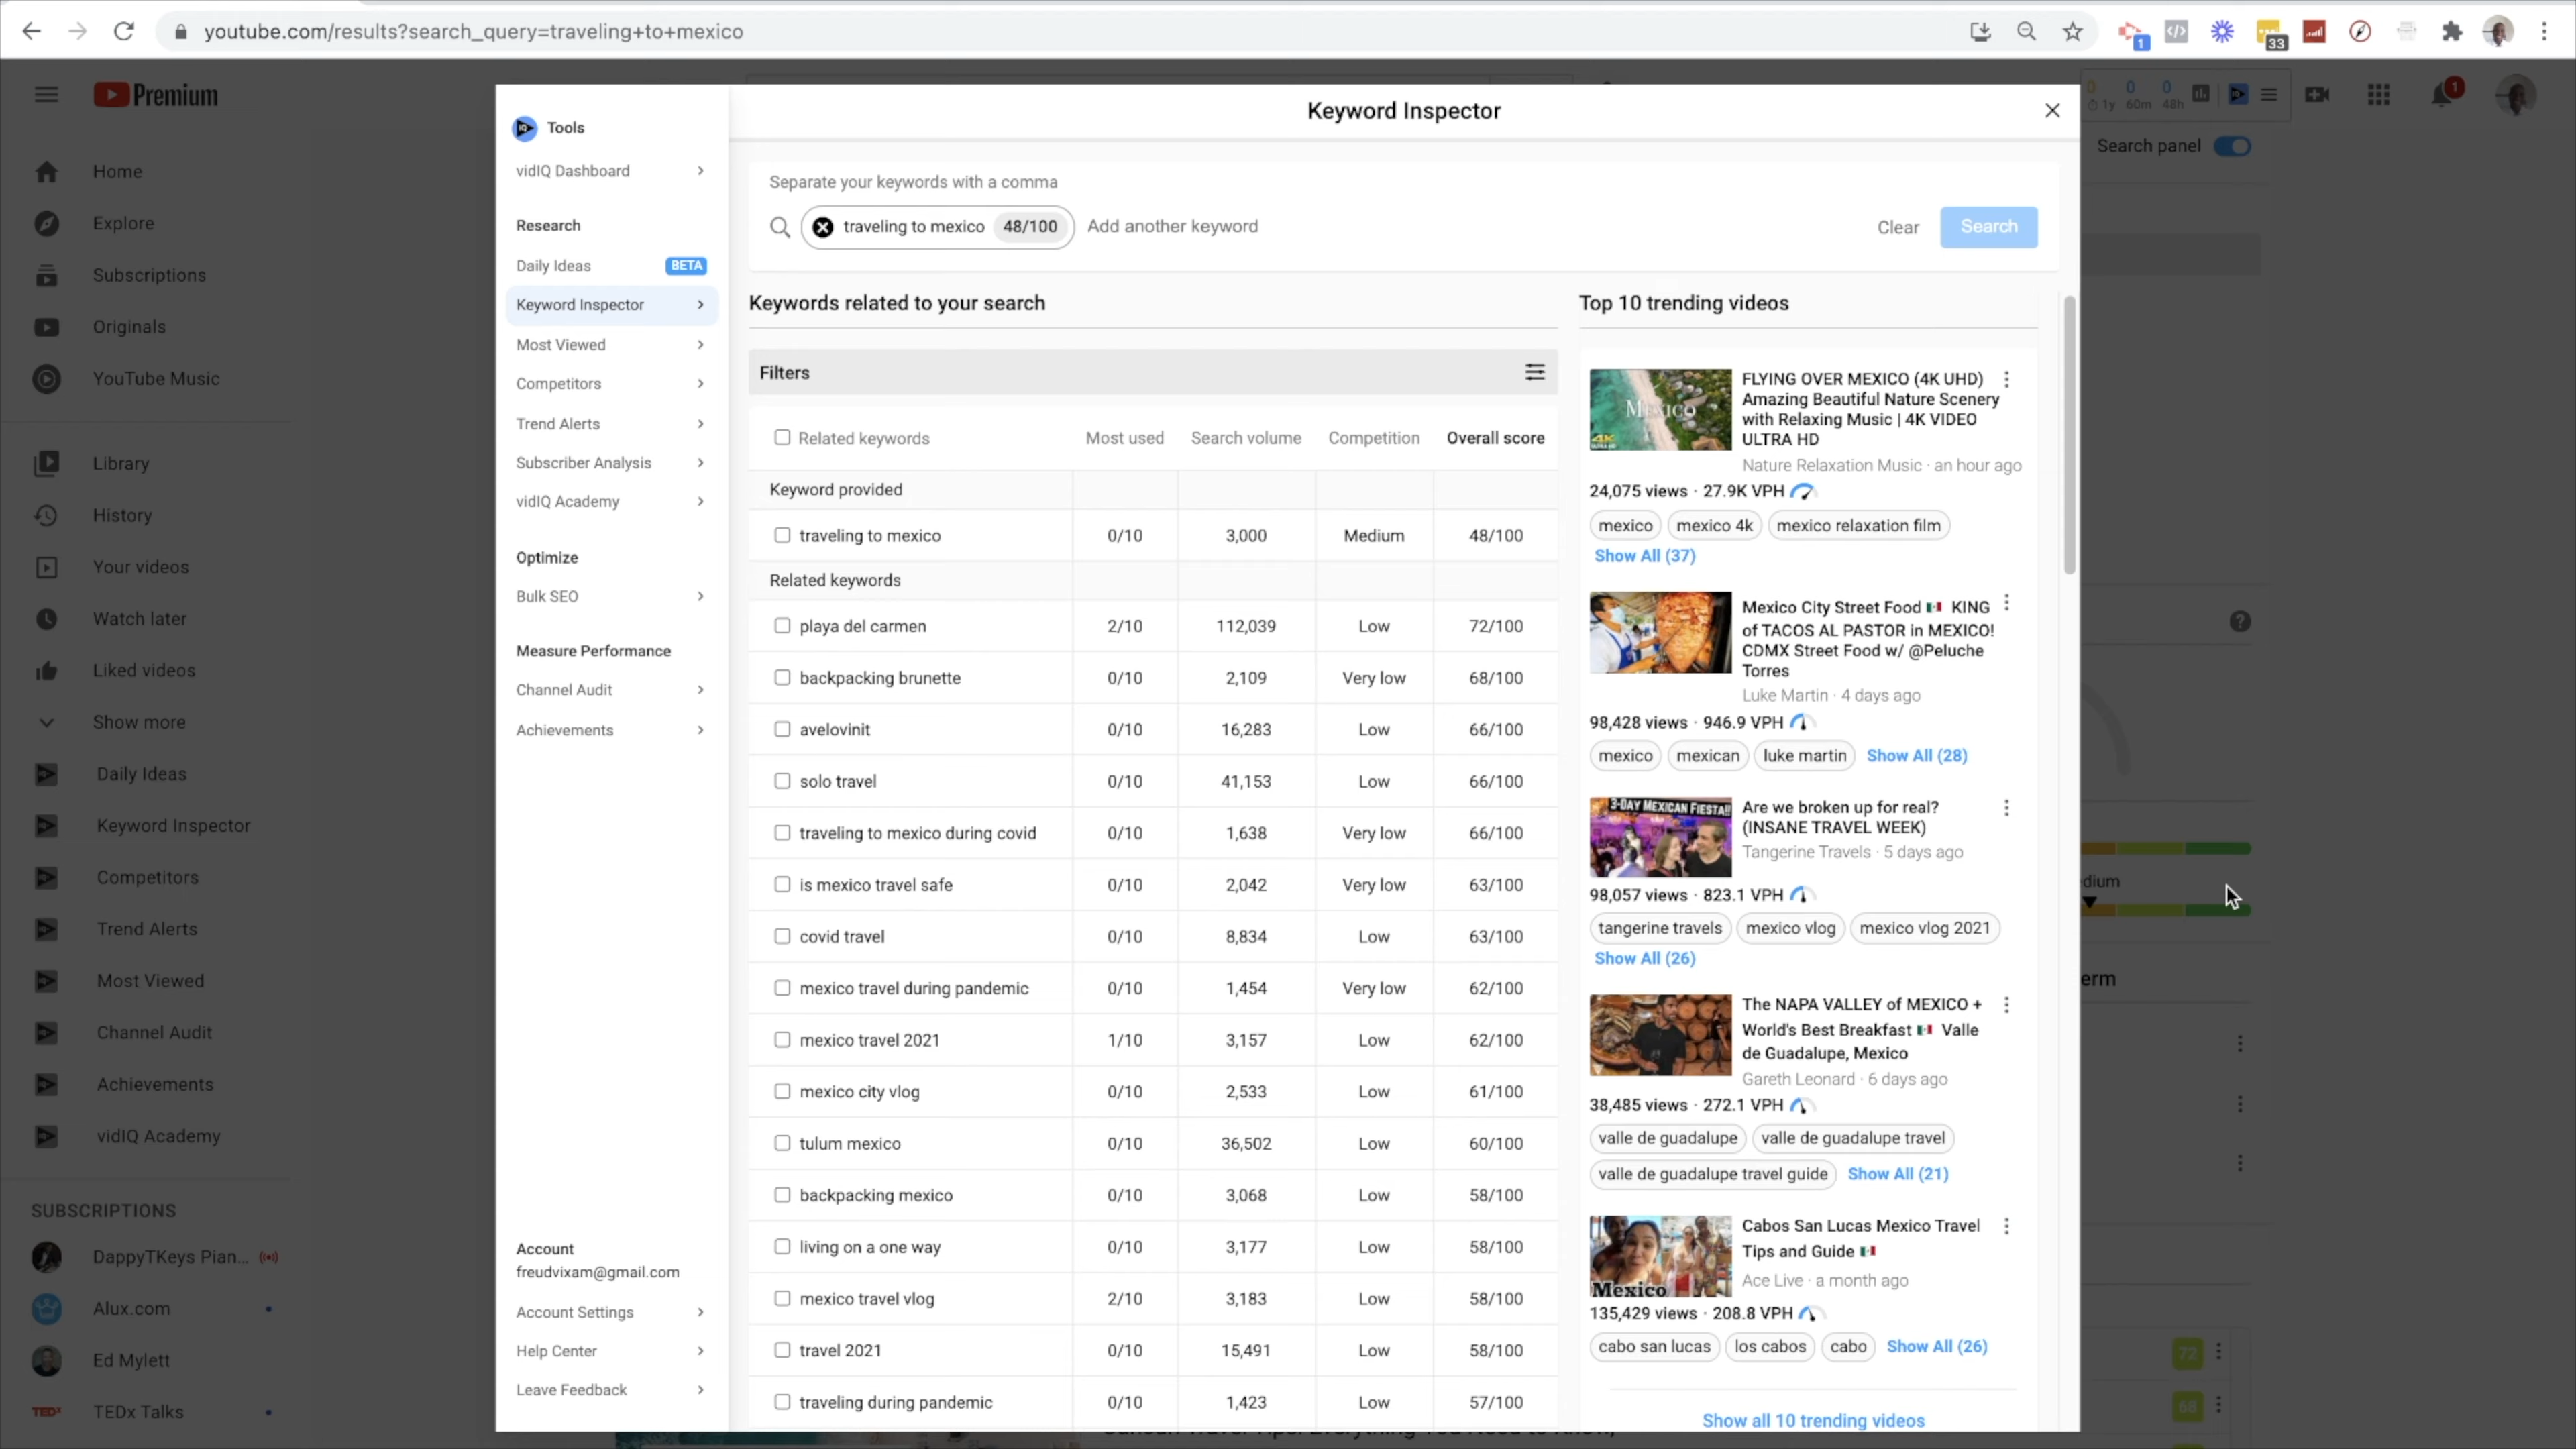 youtube.com/results?search_query=traveling+to+mexico
1
33
Premium
0 0 0
1y 60m 48h
1
Search panel
Home
Explore
Subscriptions
Originals
YouTube Music
Library
History
Your videos
Watch later
Liked videos
Show more
Daily Ideas
Keyword Inspector
Competitors
Trend Alerts
Most Viewed
Channel Audit
Achievements
vidIQ Academy
SUBSCRIPTIONS
DappyTKeys Pian...
Alux.com
Ed Mylett
TEDx TEDx Talks
Tools
vidIQ Dashboard
Research
Daily Ideas BETA
Keyword Inspector
Most Viewed
Competitors
Trend Alerts
Subscriber Analysis
vidIQ Academy
Optimize
Bulk SEO
Measure Performance
Channel Audit
Achievements
Account
freudvixam@gmail.com
Account Settings
Help Center
Leave Feedback
Keyword Inspector
Separate your keywords with a comma
traveling to mexico 48/100 Add another keyword Clear Search
Keywords related to your search
Filters
Related keywords Most used Search volume Competition Overall score
Keyword provided
traveling to mexico 0/10 3,000 Medium 48/100
Related keywords
playa del carmen 2/10 112,039 Low 72/100
backpacking brunette 0/10 2,109 Very low 68/100
avelovinit 0/10 16,283 Low 66/100
solo travel 0/10 41,153 Low 66/100
traveling to mexico during covid 0/10 1,638 Very low 66/100
is mexico travel safe 0/10 2,042 Very low 63/100
covid travel 0/10 8,834 Low 63/100
mexico travel during pandemic 0/10 1,454 Very low 62/100
mexico travel 2021 1/10 3,157 Low 62/100
mexico city vlog 0/10 2,533 Low 61/100
tulum mexico 0/10 36,502 Low 60/100
backpacking mexico 0/10 3,068 Low 58/100
living on a one way 0/10 3,177 Low 58/100
mexico travel vlog 2/10 3,183 Low 58/100
travel 2021 0/10 15,491 Low 58/100
traveling during pandemic 0/10 1,423 Low 57/100
Top 10 trending videos
MEXICO
4K
FLYING OVER MEXICO (4K UHD)
Amazing Beautiful Nature Scenery
with Relaxing Music | 4K VIDEO
ULTRA HD
Nature Relaxation Music · an hour ago
24,075 views · 27.9K VPH
mexico mexico 4k mexico relaxation film
Show All (37)
Mexico City Street Food 🇲🇽 KING
of TACOS AL PASTOR in MEXICO!
CDMX Street Food w/ @Peluche
Torres
Luke Martin · 4 days ago
98,428 views · 946.9 VPH
mexico mexican luke martin Show All (28)
3-DAY MEXICAN FIESTA!!
Are we broken up for real?
(INSANE TRAVEL WEEK)
Tangerine Travels · 5 days ago
98,057 views · 823.1 VPH
tangerine travels mexico vlog mexico vlog 2021
Show All (26)
The NAPA VALLEY of MEXICO +
World's Best Breakfast 🇲🇽 Valle
de Guadalupe, Mexico
Gareth Leonard · 6 days ago
38,485 views · 272.1 VPH
valle de guadalupe valle de guadalupe travel
valle de guadalupe travel guide Show All (21)
Mexico
Cabos San Lucas Mexico Travel
Tips and Guide 🇲🇽
Ace Live · a month ago
135,429 views · 208.8 VPH
cabo san lucas los cabos cabo Show All (26)
Show all 10 trending videos
dium
erm
72
68